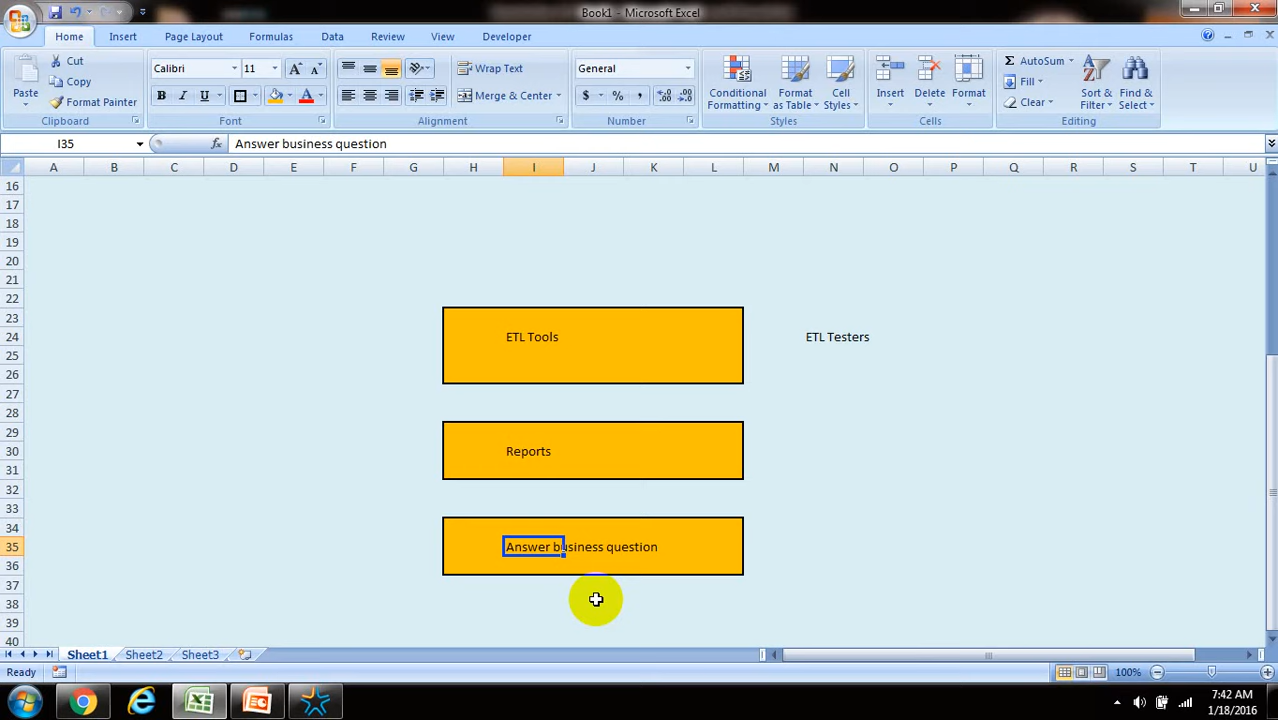 Book1 - Microsoft Excel
Home Insert Page Layout Formulas Data Review View Developer
Paste
Cut
Copy
Format Painter
Clipboard
Calibri 11
B I U
Font
Wrap Text
Merge & Center
Alignment
General
$ % ,
Number
Conditional Formatting
Format as Table
Cell Styles
Styles
Insert Delete Format
Cells
Σ AutoSum
Fill
Clear
Sort & Filter
Find & Select
Editing
I35 fx Answer business question
A B C D E F G H I J K L M N O P Q R S T U
16
17
18
19
20
21
22
23
24 ETL Tools ETL Testers
25
26
27
28
29
30 Reports
31
32
33
34
35 Answer business question
36
37
38
39
40
Sheet1 Sheet2 Sheet3
Ready 100%
7:42 AM
1/18/2016